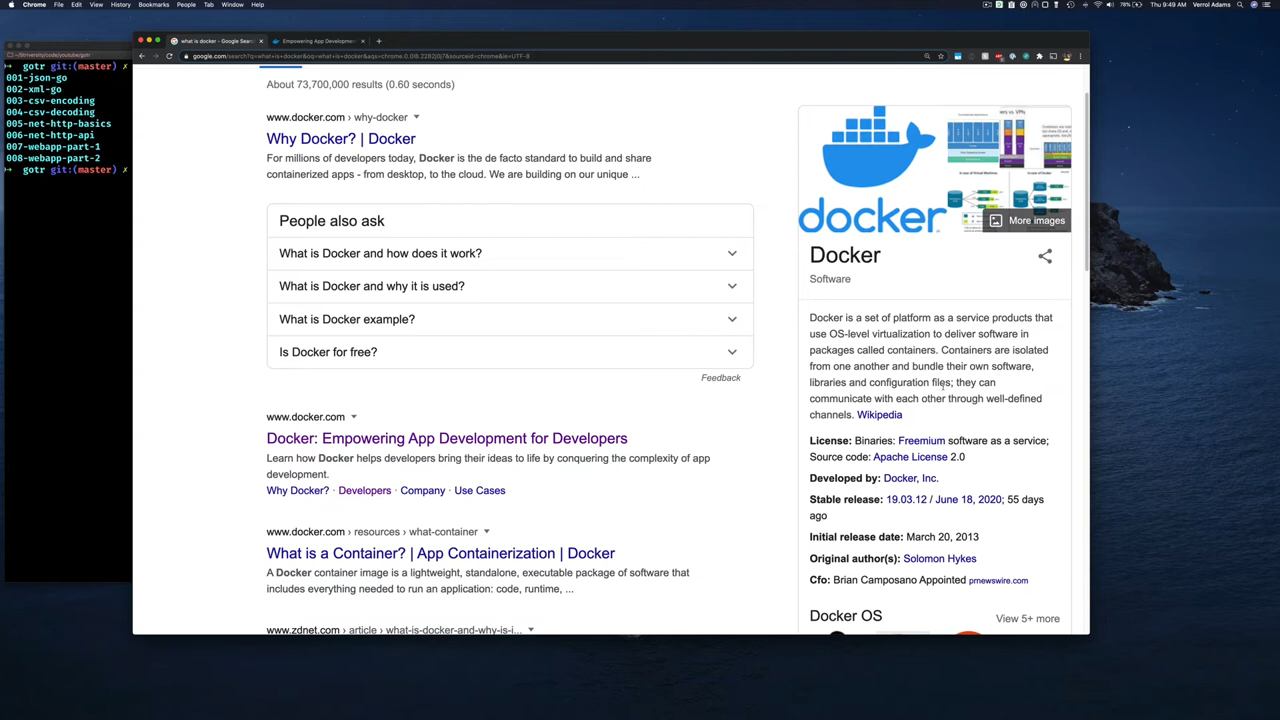 Chrome File Edit View History Bookmarks People Tab Window Help
78% Thu 9:49 AM Verrol Adams
~/Striversity/code/youtube/gotr
➜ gotr git:(master) ✗
001-json-go
002-xml-go
003-csv-encoding
004-csv-decoding
005-net-http-basics
006-net-http-api
007-webapp-part-1
008-webapp-part-2
➜ gotr git:(master) ✗
what is docker - Google Sear
Empowering App Developme
About 73,700,000 results (0.60 seconds)
www.docker.com › why-docker
Why Docker? | Docker
For millions of developers today, Docker is the de facto standard to build and share
containerized apps - from desktop, to the cloud. We are building on our unique ...
People also ask
What is Docker and how does it work?
What is Docker and why it is used?
What is Docker example?
Is Docker for free?
Feedback
www.docker.com
Docker: Empowering App Development for Developers
Learn how Docker helps developers bring their ideas to life by conquering the complexity of app
development.
Why Docker? · Developers · Company · Use Cases
www.docker.com › resources › what-container
What is a Container? | App Containerization | Docker
A Docker container image is a lightweight, standalone, executable package of software that
includes everything needed to run an application: code, runtime, ...
www.zdnet.com › article › what-is-docker-and-why-is-i...
docker
More images
Docker
Software
Docker is a set of platform as a service products that
use OS-level virtualization to deliver software in
packages called containers. Containers are isolated
from one another and bundle their own software,
libraries and configuration files; they can
communicate with each other through well-defined
channels. Wikipedia
License: Binaries: Freemium software as a service;
Source code: Apache License 2.0
Developed by: Docker, Inc.
Stable release: 19.03.12 / June 18, 2020; 55 days
ago
Initial release date: March 20, 2013
Original author(s): Solomon Hykes
Cfo: Brian Camposano Appointed prnewswire.com
Docker OS
View 5+ more